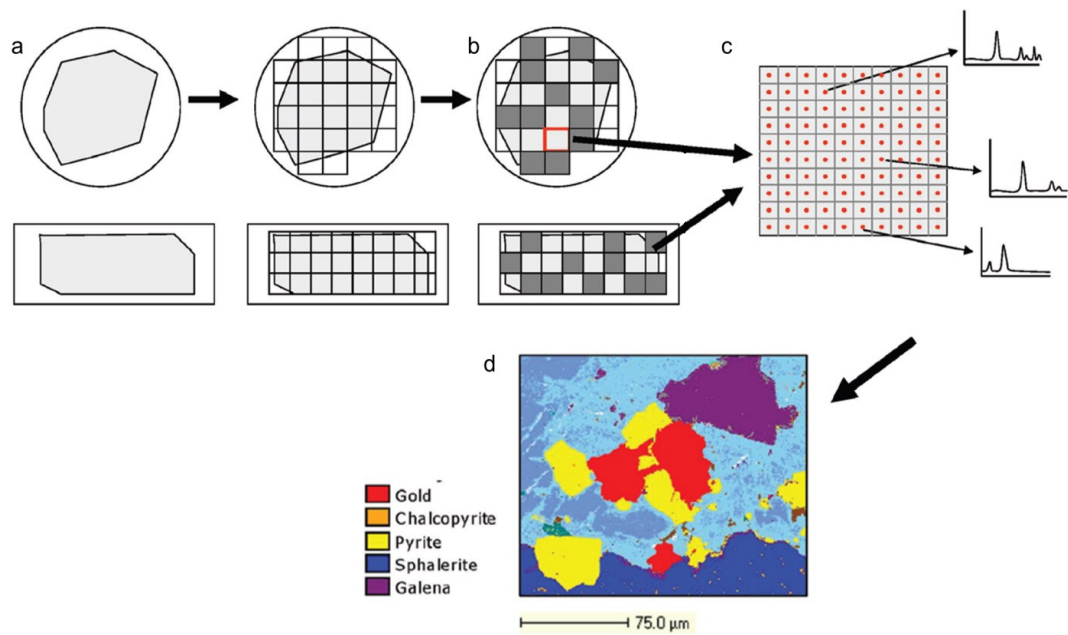 a
b
c
d
Gold
Chalcopyrite
Pyrite
Sphalerite
Galena
75.0 μm